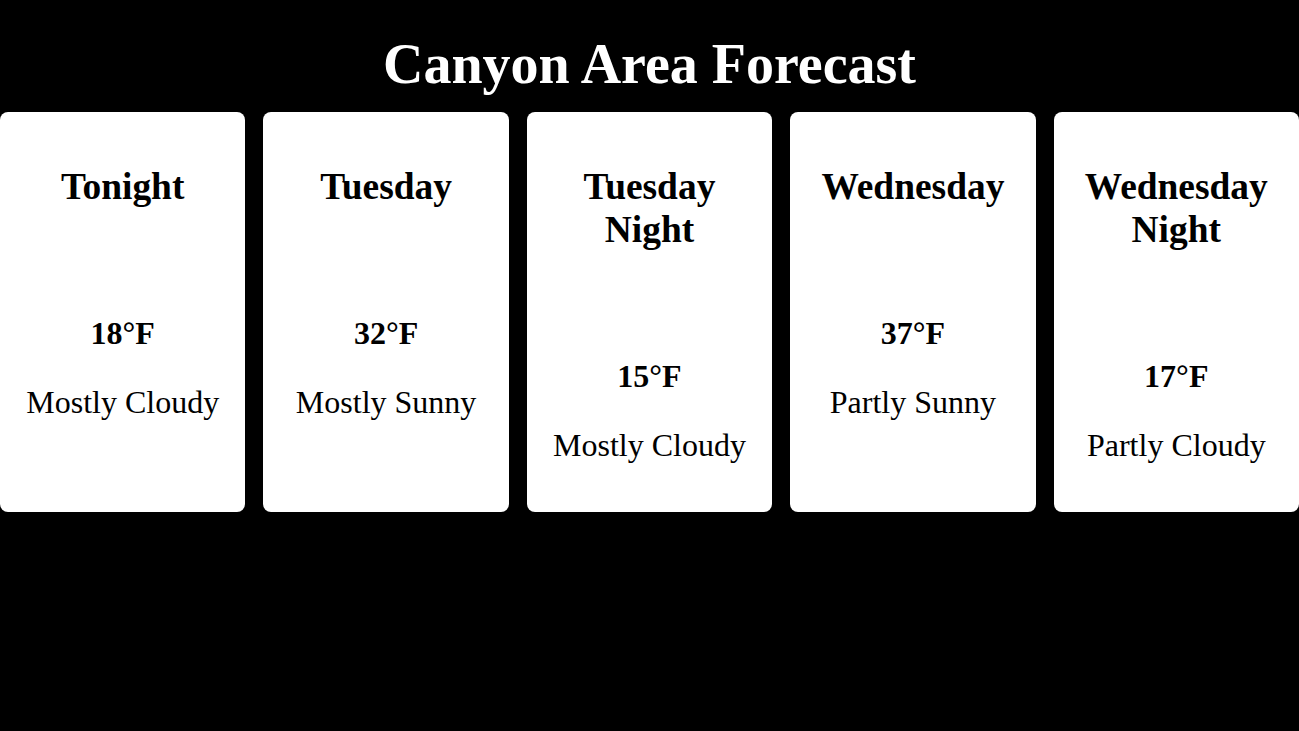 Canyon Area Forecast
Tonight
18°F
Mostly Cloudy
Tuesday
32°F
Mostly Sunny
Tuesday
Night
15°F
Mostly Cloudy
Wednesday
37°F
Partly Sunny
Wednesday
Night
17°F
Partly Cloudy